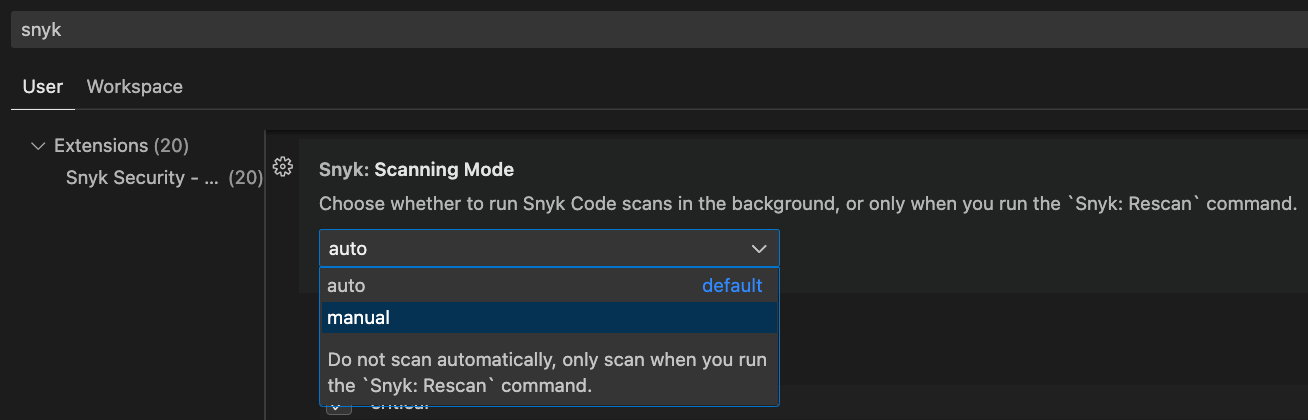 snyk
User Workspace
Extensions (20)
Snyk Security - ... (20)
Snyk: Scanning Mode
Choose whether to run Snyk Code scans in the background, or only when you run the `Snyk: Rescan` command.
auto
auto default
manual
Do not scan automatically, only scan when you run
the `Snyk: Rescan` command.
critical